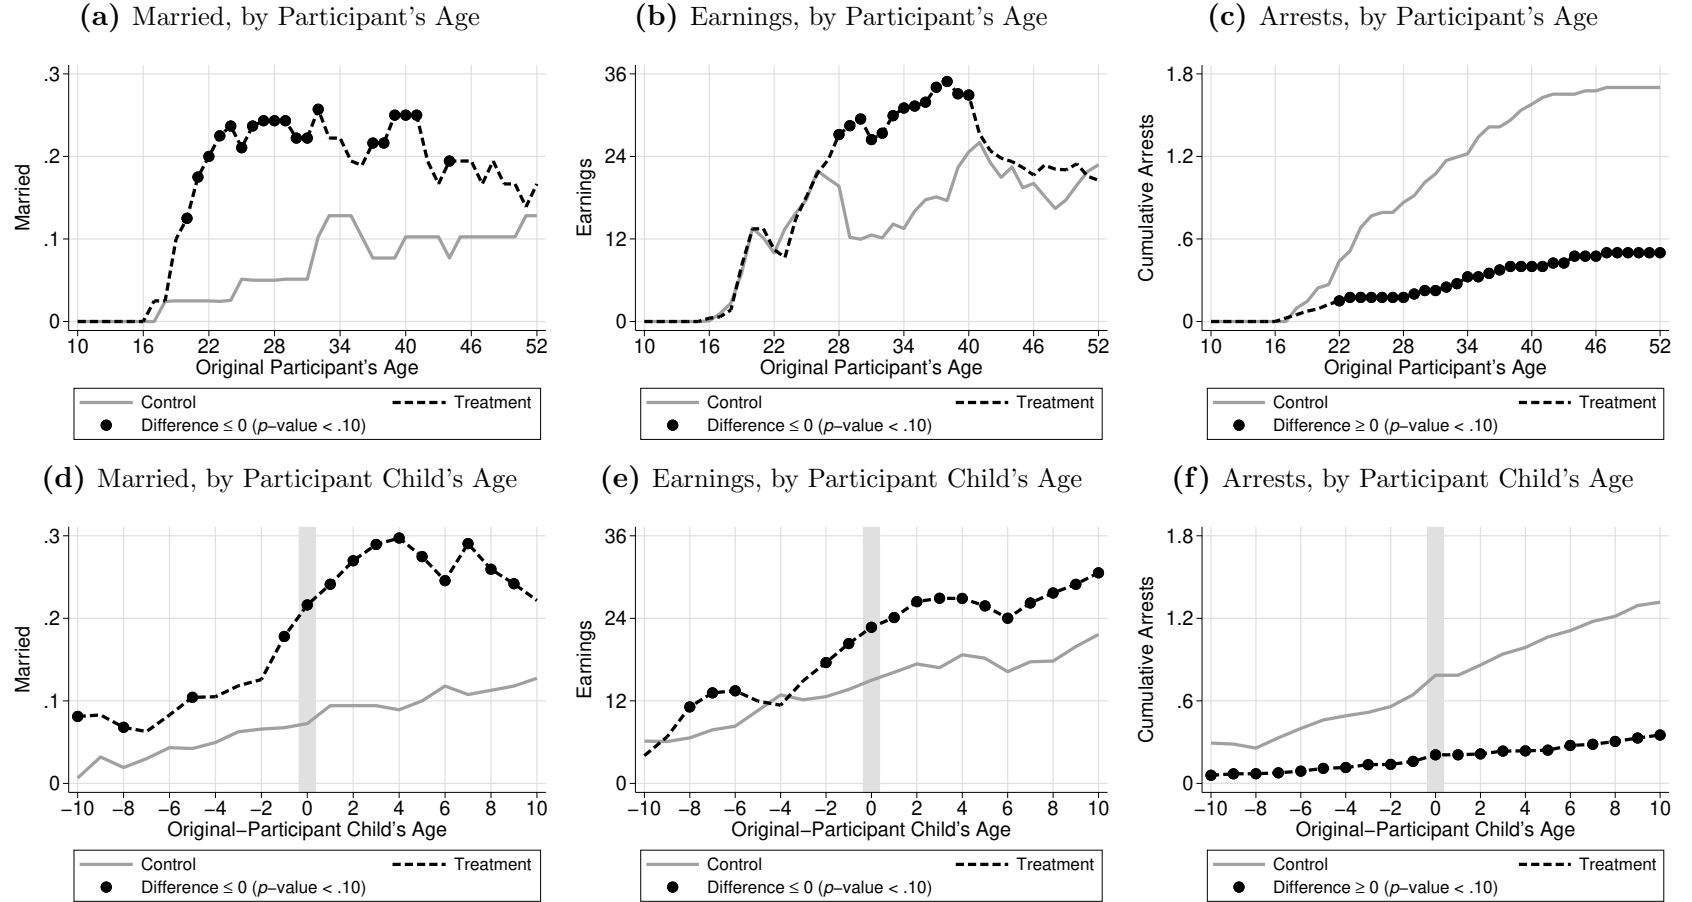 (a) Married, by Participant's Age
.3
.2
.1
0
Married
10 16 22 28 34 40 46 52
Original Participant's Age
Control Treatment
Difference ≤ 0 (p−value < .10)
(b) Earnings, by Participant's Age
36
24
12
0
Earnings
10 16 22 28 34 40 46 52
Original Participant's Age
Control Treatment
Difference ≤ 0 (p−value < .10)
(c) Arrests, by Participant's Age
1.8
1.2
.6
0
Cumulative Arrests
10 16 22 28 34 40 46 52
Original Participant's Age
Control Treatment
Difference ≥ 0 (p−value < .10)
(d) Married, by Participant Child's Age
.3
.2
.1
0
Married
−10 −8 −6 −4 −2 0 2 4 6 8 10
Original−Participant Child's Age
Control Treatment
Difference ≤ 0 (p−value < .10)
(e) Earnings, by Participant Child's Age
36
24
12
0
Earnings
−10 −8 −6 −4 −2 0 2 4 6 8 10
Original−Participant Child's Age
Control Treatment
Difference ≤ 0 (p−value < .10)
(f) Arrests, by Participant Child's Age
1.8
1.2
.6
0
Cumulative Arrests
−10 −8 −6 −4 −2 0 2 4 6 8 10
Original−Participant Child's Age
Control Treatment
Difference ≥ 0 (p−value < .10)